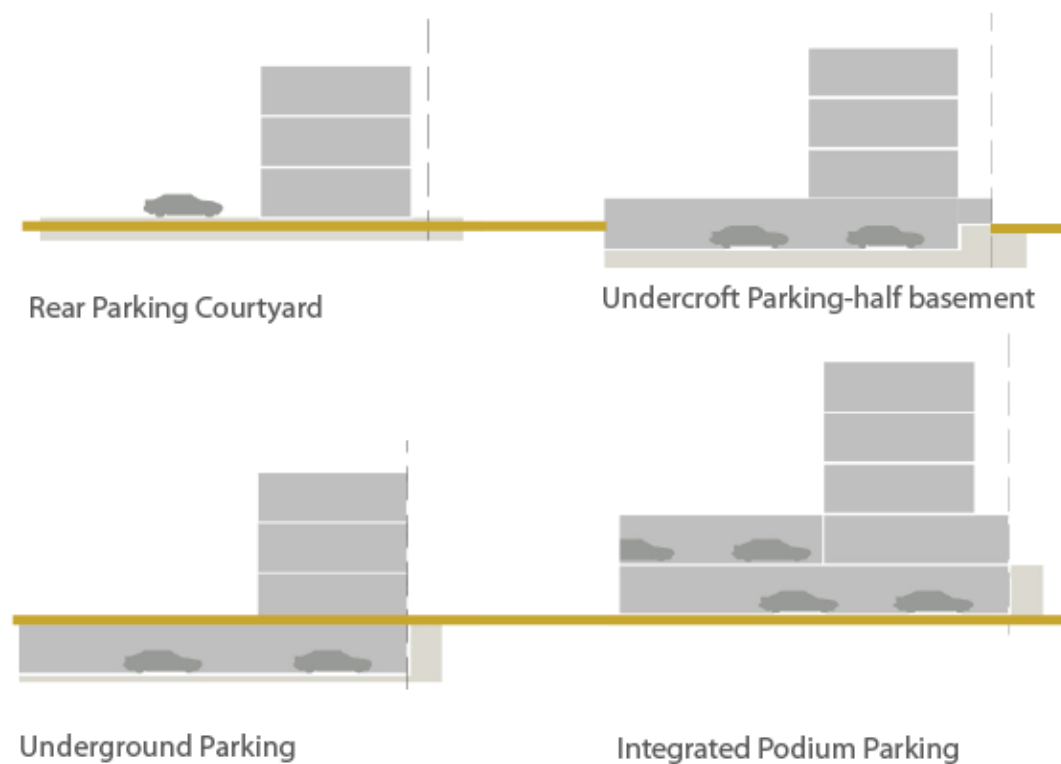 Rear Parking Courtyard
Undercroft Parking-half basement
Underground Parking
Integrated Podium Parking